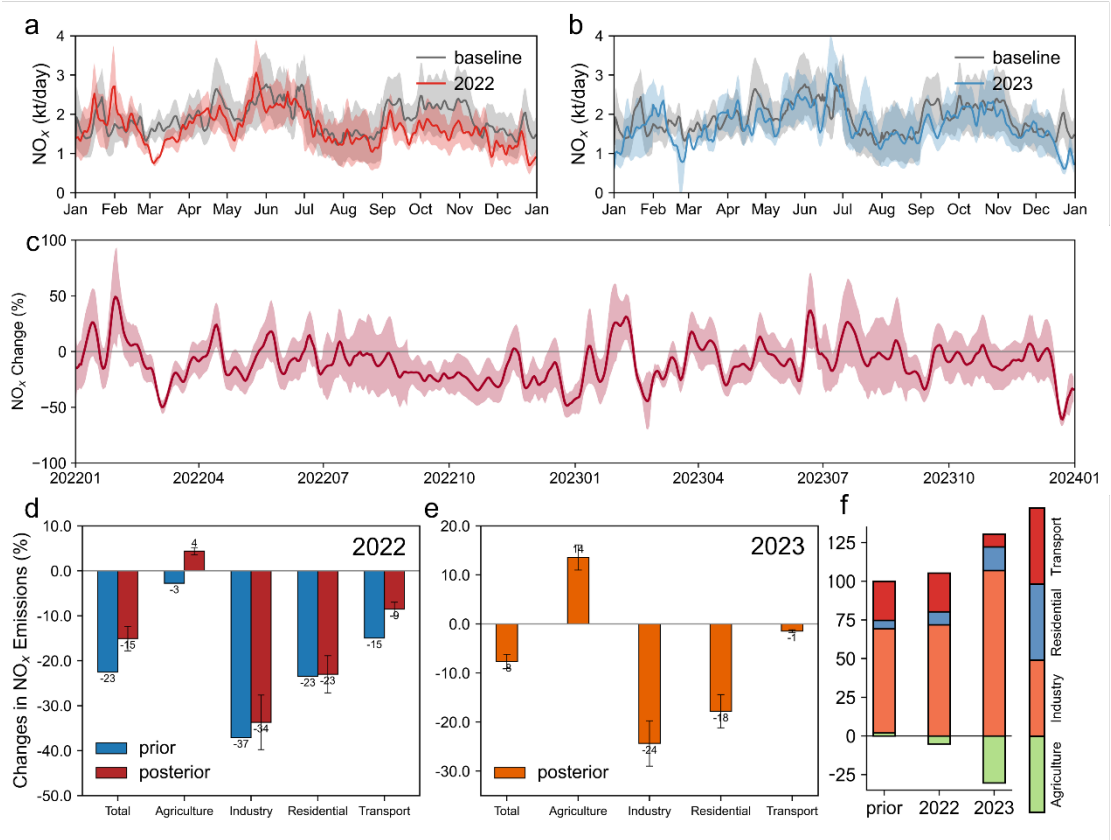 a
4
3
2
1
0
NOx (kt/day)
baseline
2022
Jan Feb Mar Apr May Jun Jul Aug Sep Oct Nov Dec Jan
b
4
3
2
1
0
NOx (kt/day)
baseline
2023
Jan Feb Mar Apr May Jun Jul Aug Sep Oct Nov Dec Jan
c
100
50
0
−50
−100
NOx Change (%)
202201 202204 202207 202210 202301 202304 202307 202310 202401
d
10.0
0.0
-10.0
-20.0
-30.0
-40.0
-50.0
Changes in NOx Emissions (%)
2022
-23
-15
-3
4
-37
-34
-23
-23
-15
-9
prior
posterior
Total Agriculture Industry Residential Transport
e
20.0
10.0
0.0
-10.0
-20.0
-30.0
2023
-8
14
-24
-18
-1
posterior
Total Agriculture Industry Residential Transport
f
125
100
75
50
25
0
−25
prior 2022 2023
Transport
Residential
Industry
Agriculture